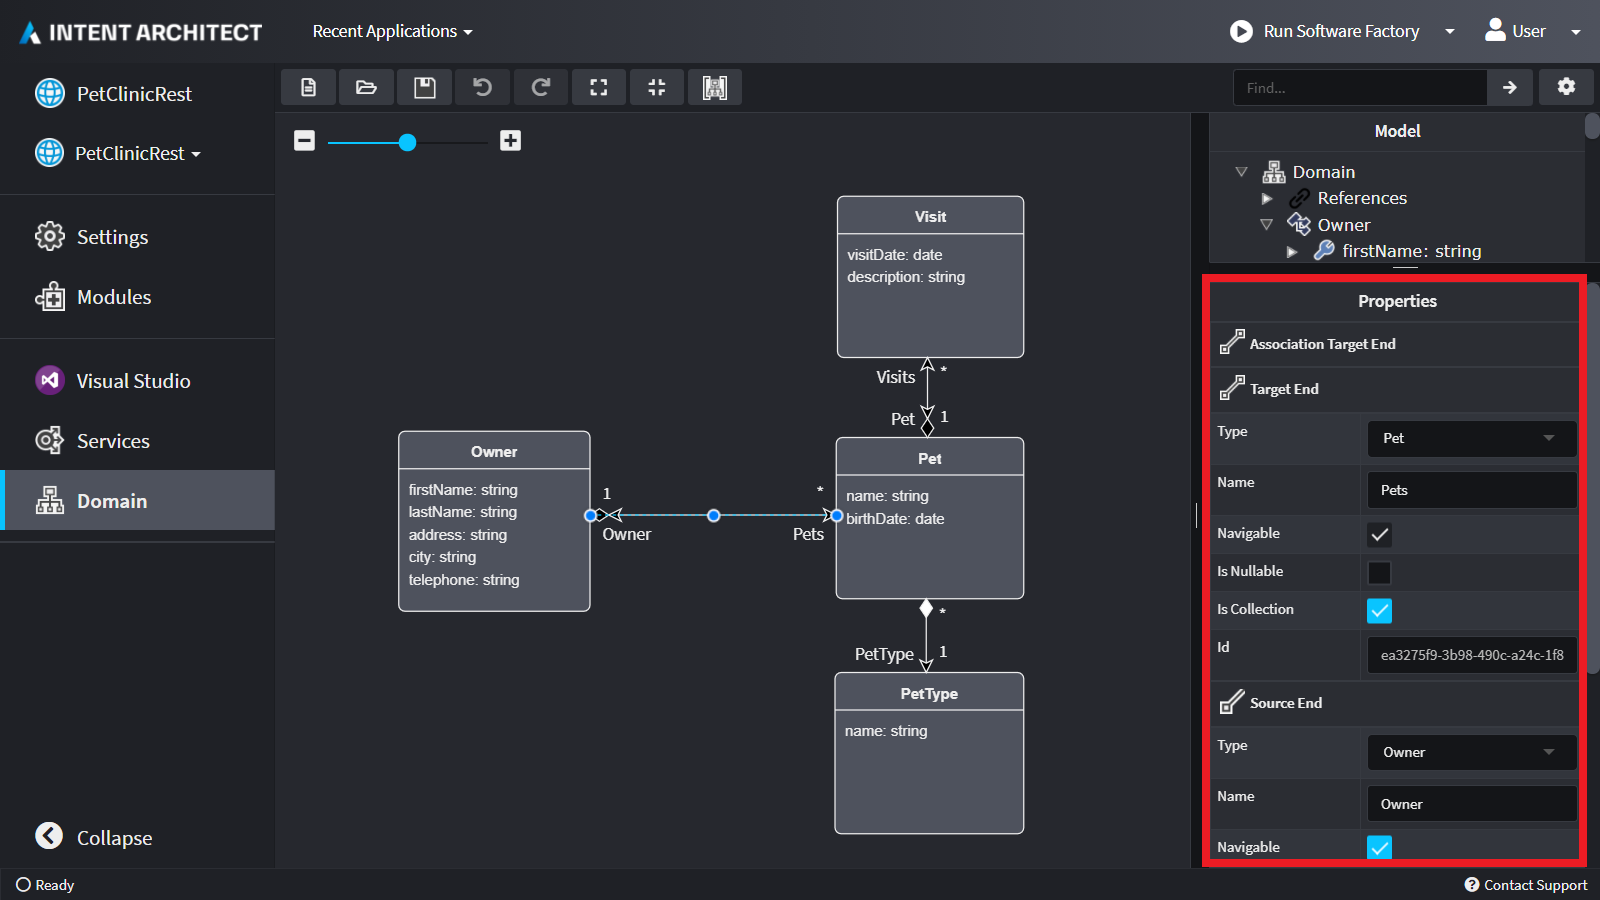 INTENT ARCHITECT
Recent Applications
Run Software Factory
User
PetClinicRest
PetClinicRest
Settings
Modules
Visual Studio
Services
Domain
Collapse
Ready
Find...
Visit
visitDate: date
description: string
Visits
*
Pet
1
Owner
firstName: string
lastName: string
address: string
city: string
telephone: string
1
Owner
*
Pets
Pet
name: string
birthDate: date
*
PetType
1
PetType
name: string
Model
Domain
References
Owner
firstName: string
Properties
Association Target End
Target End
Type
Pet
Name
Pets
Navigable
Is Nullable
Is Collection
Id
ea3275f9-3b98-490c-a24c-1f8
Source End
Type
Owner
Name
Owner
Navigable
Contact Support